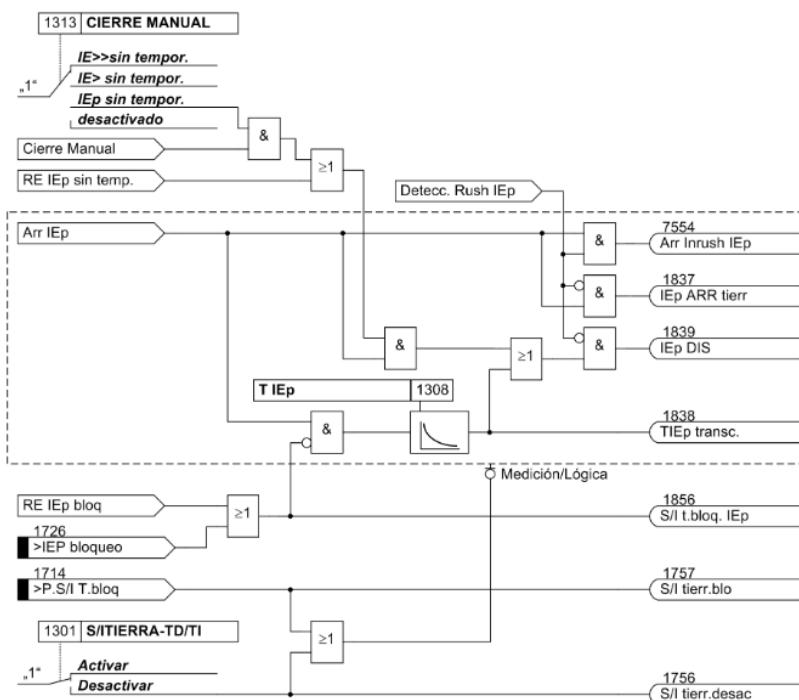 1313 CIERRE MANUAL
IE>>sin tempor.
IE> sin tempor.
„1“
IEp sin tempor.
desactivado
&
Cierre Manual
≥1
RE IEp sin temp.
Detecc. Rush IEp
Arr IEp
7554
& Arr Inrush IEp
1837
& IEp ARR tierr
1839
& ≥1 & IEp DIS
T IEp 1308
1838
& TIEp transc.
Medición/Lógica
RE IEp bloq
1856
≥1 S/I t.bloq. IEp
1726
>IEP bloqueo
1714
>P.S/I T.bloq
1757
S/I tierr.blo
1301 S/ITIERRA-TD/TI
≥1
Activar
„1“
Desactivar
1756
S/I tierr.desac